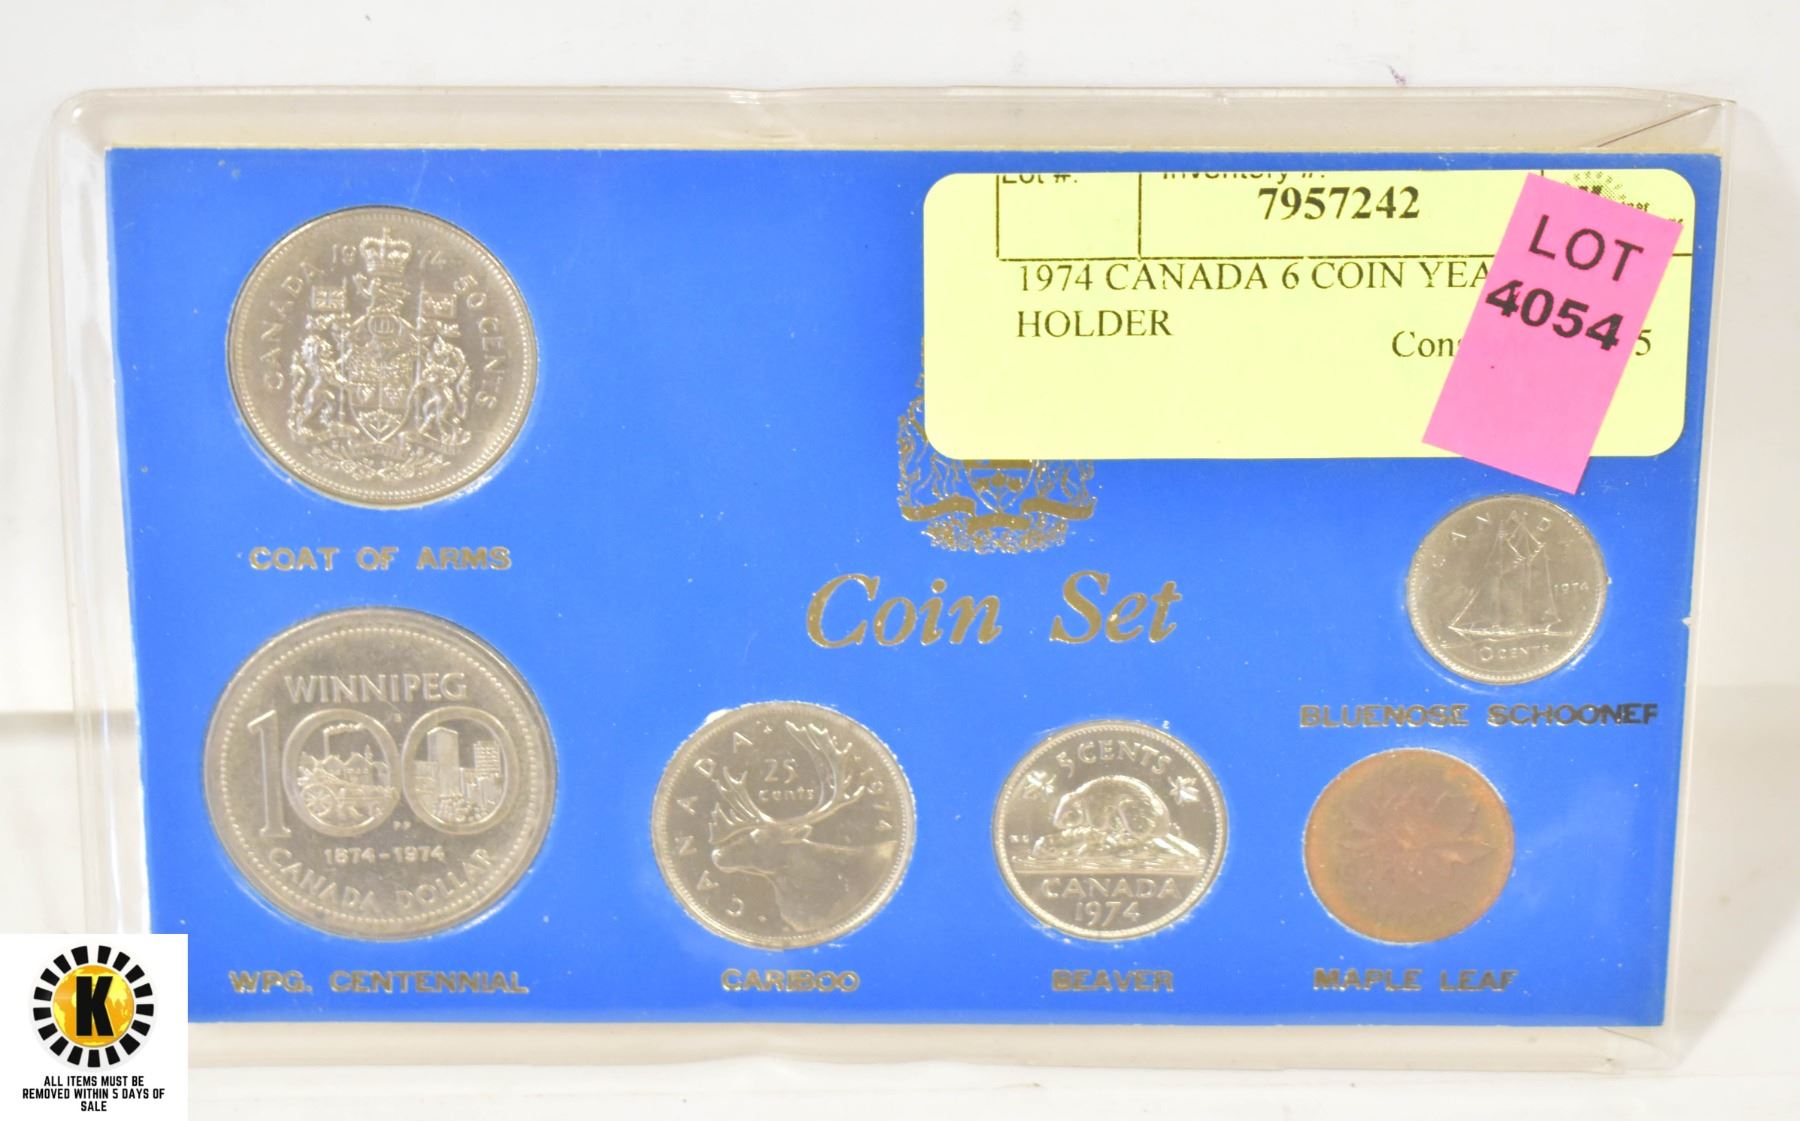 Lot #:
Inventory #:
7957242
1974 CANADA 6 COIN
HOLDER
5
LOT
4054
CANADA 1974 50 CENTS
COAT OF ARMS
Coin Set
CANADA
1974
10 CENTS
BLUENOSE SCHOONEF
WINNIPEG
100
1874-1974
CANADA DOLLAR
WPG. CENTENNIAL
CANADA 25 cents 1974
CARIBOO
5 CENTS
CANADA
1974
BEAVER
1974
CANADA
MAPLE LEAF
K
ALL ITEMS MUST BE
REMOVED WITHIN 5 DAYS OF
SALE